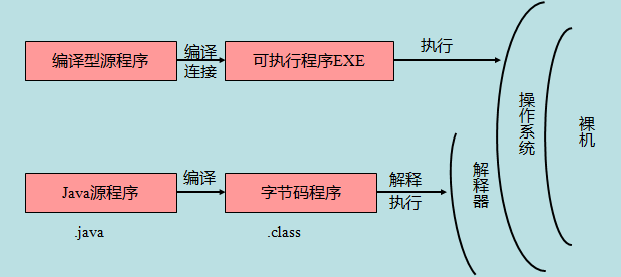 编译型源程序
编译
连接
可执行程序EXE
执行
操作系统
裸机
Java源程序
编译
字节码程序
解释
执行
解释器
.java
.class